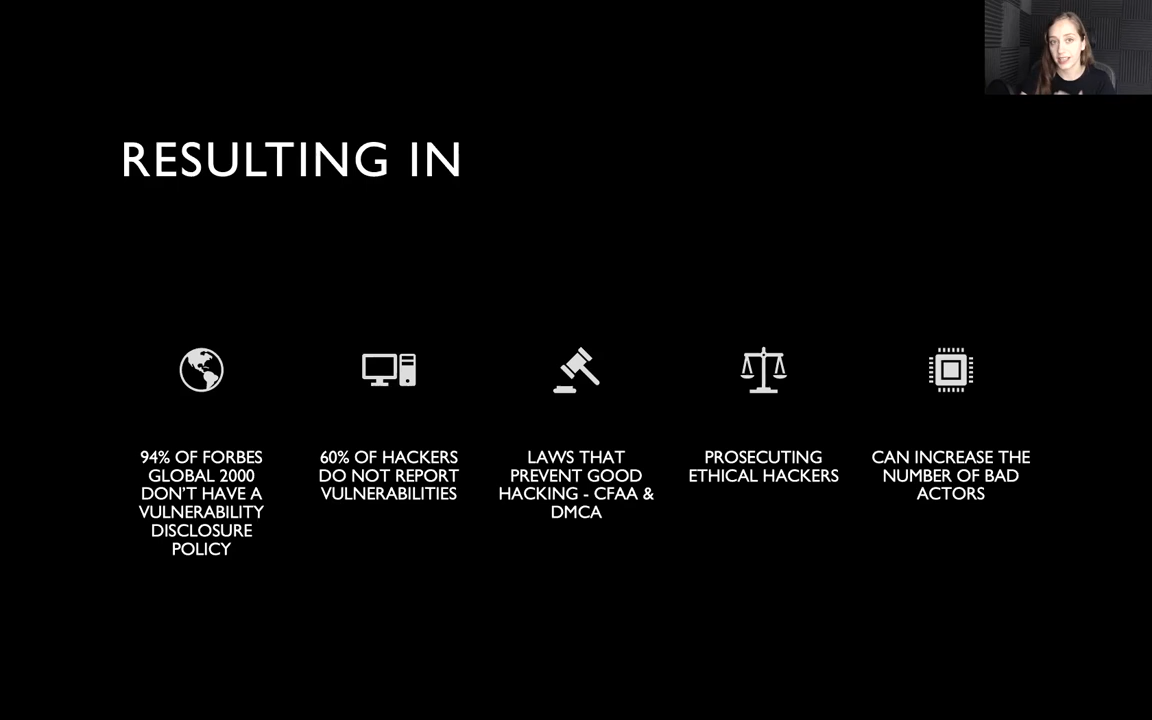 RESULTING IN
94% OF FORBES
GLOBAL 2000
DON'T HAVE A
VULNERABILITY
DISCLOSURE
POLICY
60% OF HACKERS
DO NOT REPORT
VULNERABILITIES
LAWS THAT
PREVENT GOOD
HACKING - CFAA &
DMCA
PROSECUTING
ETHICAL HACKERS
CAN INCREASE THE
NUMBER OF BAD
ACTORS